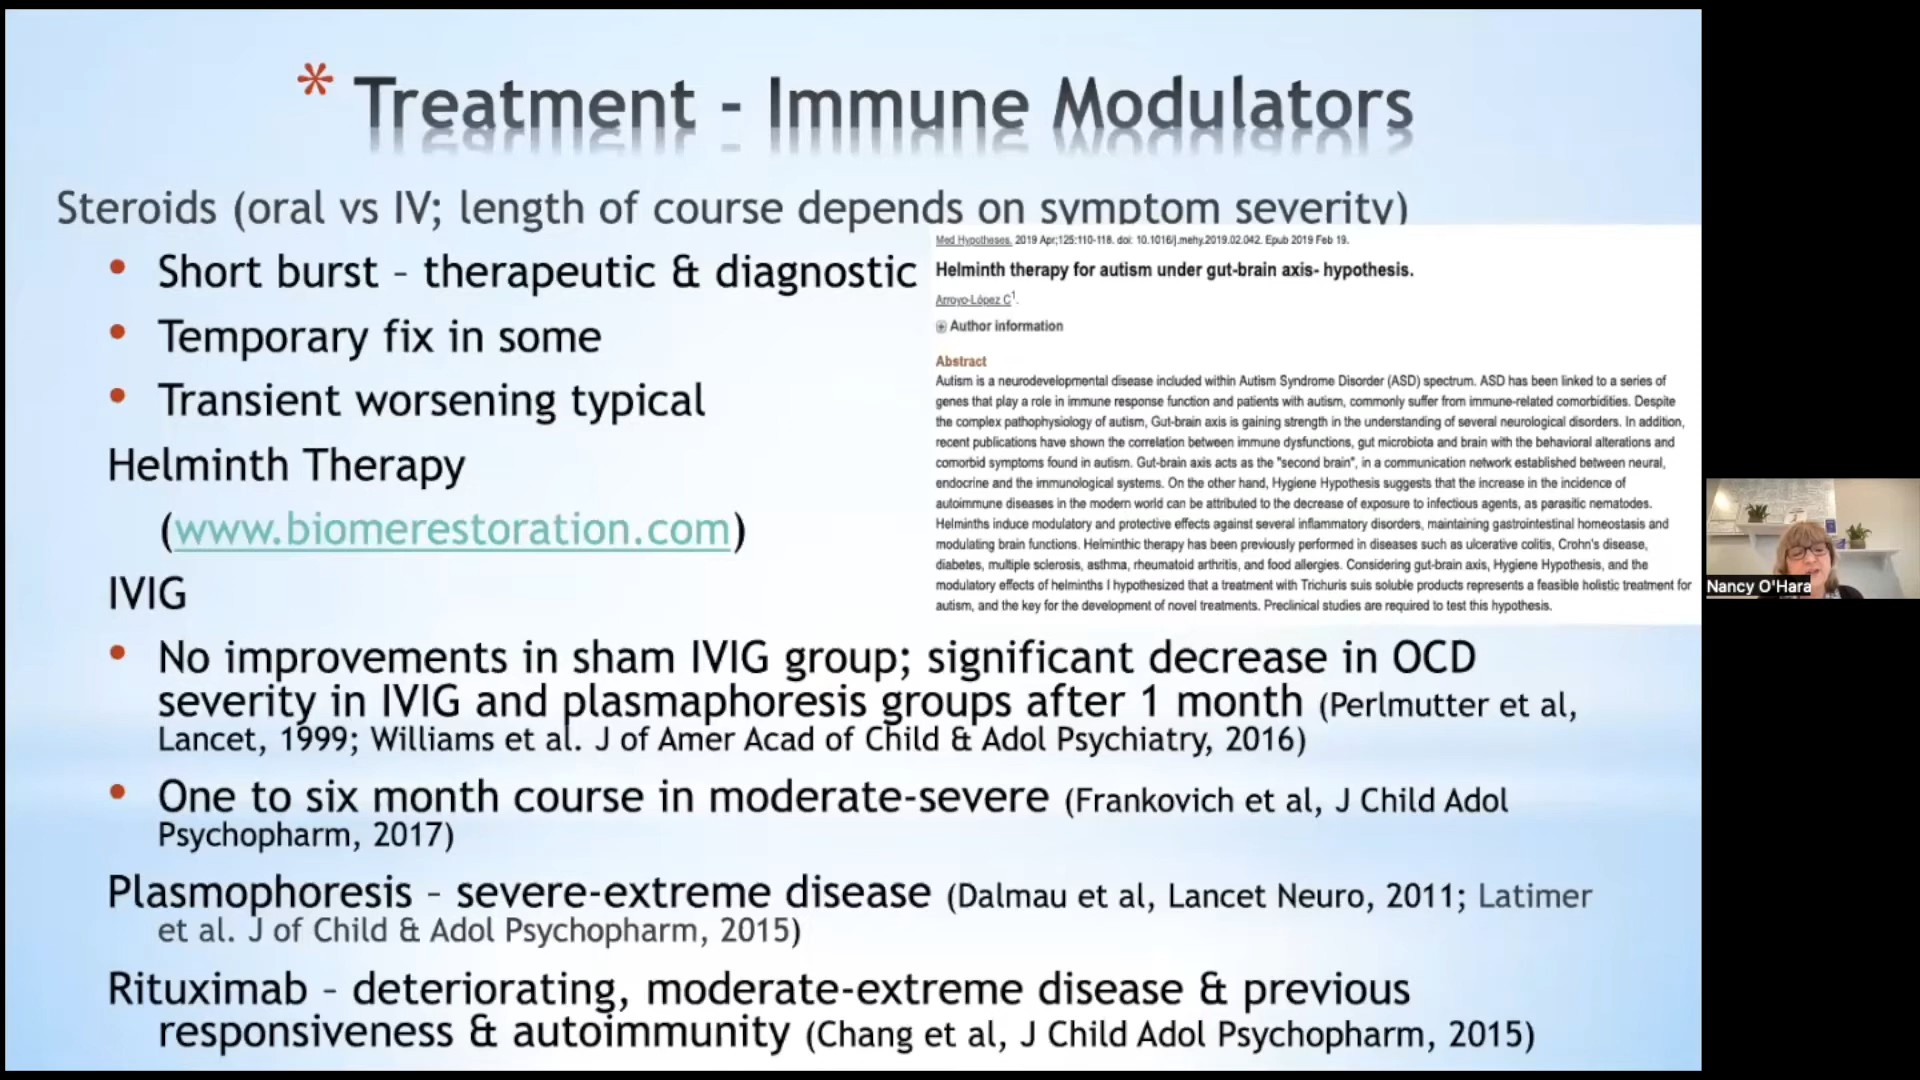 * Treatment - Immune Modulators
Steroids (oral vs IV; length of course depends on symptom severity)
• Short burst – therapeutic & diagnostic
• Temporary fix in some
• Transient worsening typical
Helminth Therapy
(www.biomerestoration.com)
IVIG
• No improvements in sham IVIG group; significant decrease in OCD
severity in IVIG and plasmaphoresis groups after 1 month (Perlmutter et al,
Lancet, 1999; Williams et al. J of Amer Acad of Child & Adol Psychiatry, 2016)
• One to six month course in moderate-severe (Frankovich et al, J Child Adol
Psychopharm, 2017)
Plasmophoresis – severe-extreme disease (Dalmau et al, Lancet Neuro, 2011; Latimer
et al. J of Child & Adol Psychopharm, 2015)
Rituximab – deteriorating, moderate-extreme disease & previous
responsiveness & autoimmunity (Chang et al, J Child Adol Psychopharm, 2015)
Med Hypotheses. 2019 Apr;125:110-118. doi: 10.1016/j.mehy.2019.02.042. Epub 2019 Feb 19.
Helminth therapy for autism under gut-brain axis- hypothesis.
Arroyo-López C1.
Author information
Abstract
Autism is a neurodevelopmental disease included within Autism Syndrome Disorder (ASD) spectrum. ASD has been linked to a series of
genes that play a role in immune response function and patients with autism, commonly suffer from immune-related comorbidities. Despite
the complex pathophysiology of autism, Gut-brain axis is gaining strength in the understanding of several neurological disorders. In addition,
recent publications have shown the correlation between immune dysfunctions, gut microbiota and brain with the behavioral alterations and
comorbid symptoms found in autism. Gut-brain axis acts as the "second brain", in a communication network established between neural,
endocrine and the immunological systems. On the other hand, Hygiene Hypothesis suggests that the increase in the incidence of
autoimmune diseases in the modern world can be attributed to the decrease of exposure to infectious agents, as parasitic nematodes.
Helminths induce modulatory and protective effects against several inflammatory disorders, maintaining gastrointestinal homeostasis and
modulating brain functions. Helminthic therapy has been previously performed in diseases such as ulcerative colitis, Crohn's disease,
diabetes, multiple sclerosis, asthma, rheumatoid arthritis, and food allergies. Considering gut-brain axis, Hygiene Hypothesis, and the
modulatory effects of helminths I hypothesized that a treatment with Trichuris suis soluble products represents a feasible holistic treatment for
autism, and the key for the development of novel treatments. Preclinical studies are required to test this hypothesis.
Nancy O'Hara